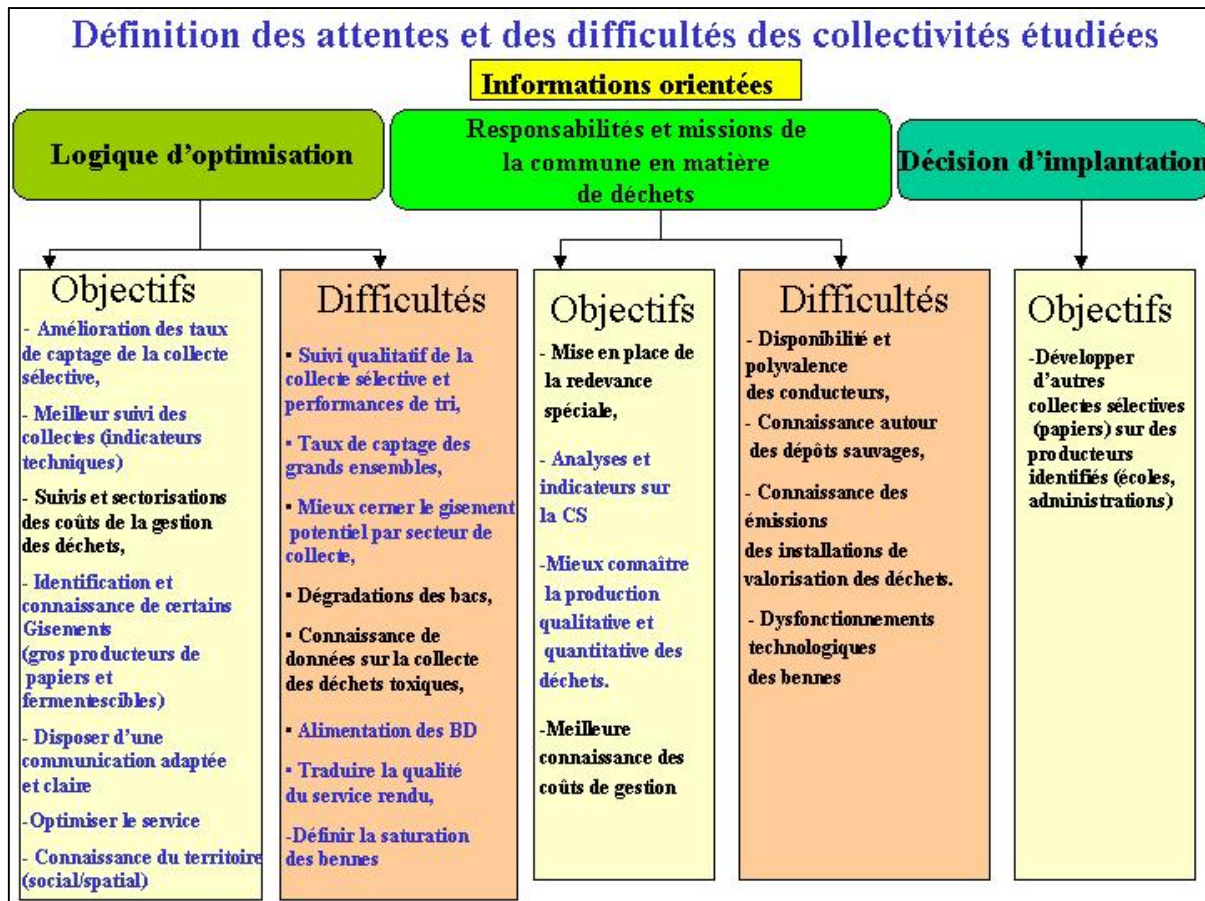 Définition des attentes et des difficultés des collectivités étudiées
Informations orientées
Logique d'optimisation
Responsabilités et missions de
la commune en matière
de déchets
Décision d'implantation
Objectifs
- Amélioration des taux
de captage de la collecte
sélective,
- Meilleur suivi des
collectes (indicateurs
techniques)
- Suivis et sectorisations
des coûts de la gestion
des déchets,
- Identification et
connaissance de certains
Gisements
(gros producteurs de
papiers et
fermentescibles)
- Disposer d'une
communication adaptée
et claire
-Optimiser le service
- Connaissance du territoire
(social/spatial)
Difficultés
▪ Suivi qualitatif de la
collecte sélective et
performances de tri,
▪ Taux de captage des
grands ensembles,
▪ Mieux cerner le gisement
potentiel par secteur de
collecte,
▪ Dégradations des bacs,
▪ Connaissance de
données sur la collecte
des déchets toxiques,
▪ Alimentation des BD
▪ Traduire la qualité
du service rendu,
-Définir la saturation
des bennes
Objectifs
- Mise en place de
la redevance
spéciale,
- Analyses et
indicateurs sur
la CS
-Mieux connaître
la production
qualitative et
quantitative des
déchets.
-Meilleure
connaissance des
coûts de gestion
Difficultés
- Disponibilité et
polyvalence
des conducteurs,
- Connaissance autour
des dépôts sauvages,
- Connaissance des
émissions
des installations de
valorisation des déchets.
- Dysfonctionnements
technologiques
des bennes
Objectifs
-Développer
d'autres
collectes sélectives
(papiers) sur des
producteurs
identifiés (écoles,
administrations)